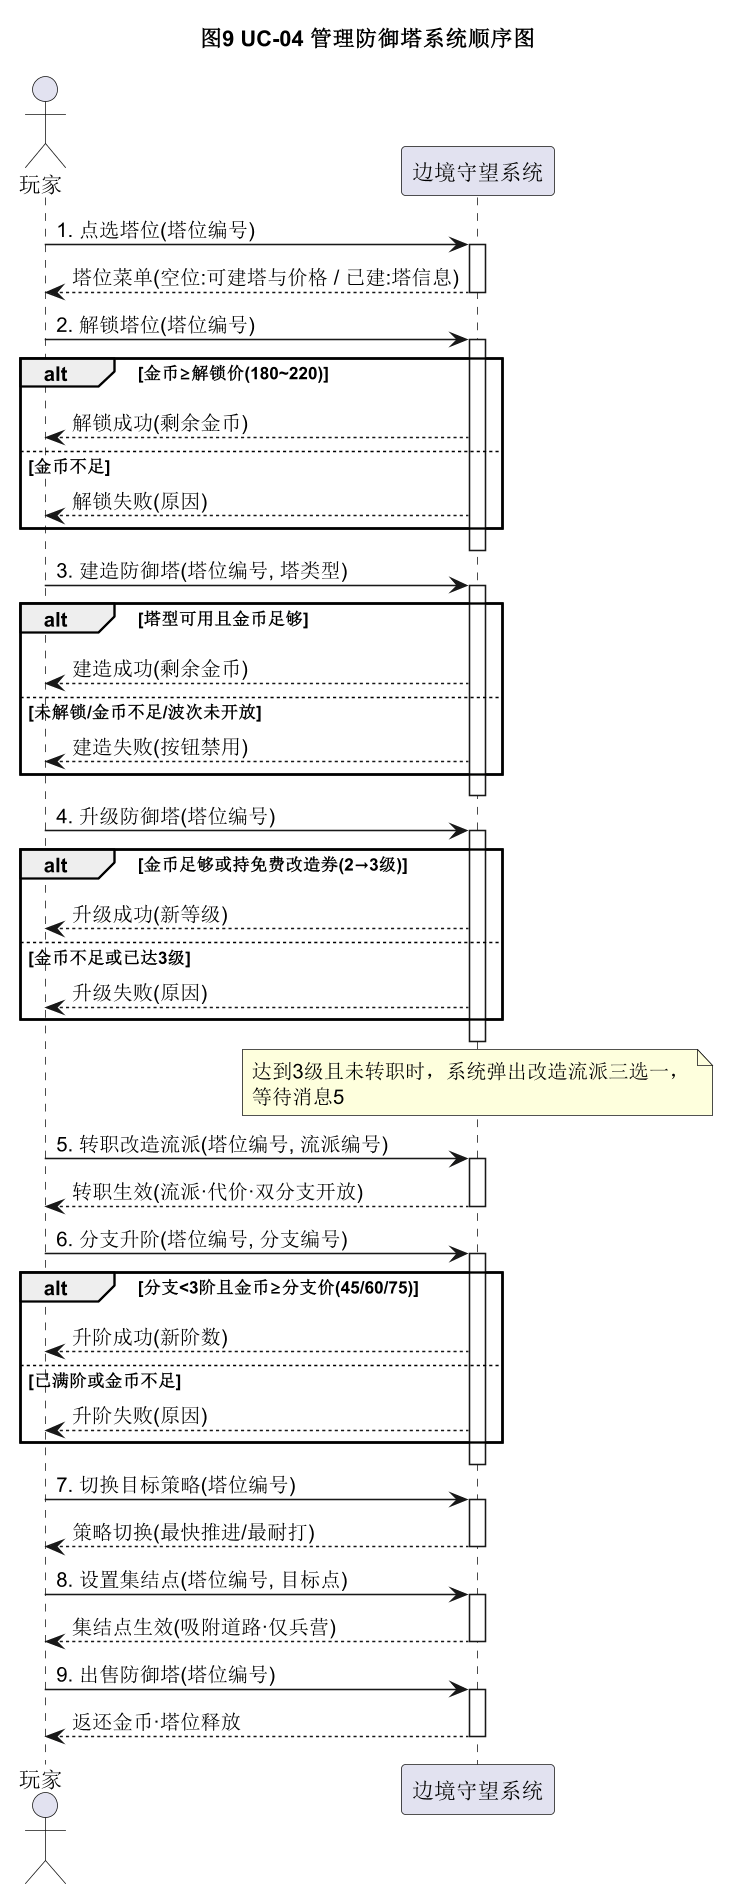 图9 UC-04 管理防御塔系统顺序图
玩家
边境守望系统
1. 点选塔位(塔位编号)
塔位菜单(空位:可建塔与价格 / 已建:塔信息)
2. 解锁塔位(塔位编号)
alt [金币≥解锁价(180~220)]
解锁成功(剩余金币)
[金币不足]
解锁失败(原因)
3. 建造防御塔(塔位编号, 塔类型)
alt [塔型可用且金币足够]
建造成功(剩余金币)
[未解锁/金币不足/波次未开放]
建造失败(按钮禁用)
4. 升级防御塔(塔位编号)
alt [金币足够或持免费改造券(2→3级)]
升级成功(新等级)
[金币不足或已达3级]
升级失败(原因)
达到3级且未转职时，系统弹出改造流派三选一，
等待消息5
5. 转职改造流派(塔位编号, 流派编号)
转职生效(流派·代价·双分支开放)
6. 分支升阶(塔位编号, 分支编号)
alt [分支<3阶且金币≥分支价(45/60/75)]
升阶成功(新阶数)
[已满阶或金币不足]
升阶失败(原因)
7. 切换目标策略(塔位编号)
策略切换(最快推进/最耐打)
8. 设置集结点(塔位编号, 目标点)
集结点生效(吸附道路·仅兵营)
9. 出售防御塔(塔位编号)
返还金币·塔位释放
玩家
边境守望系统